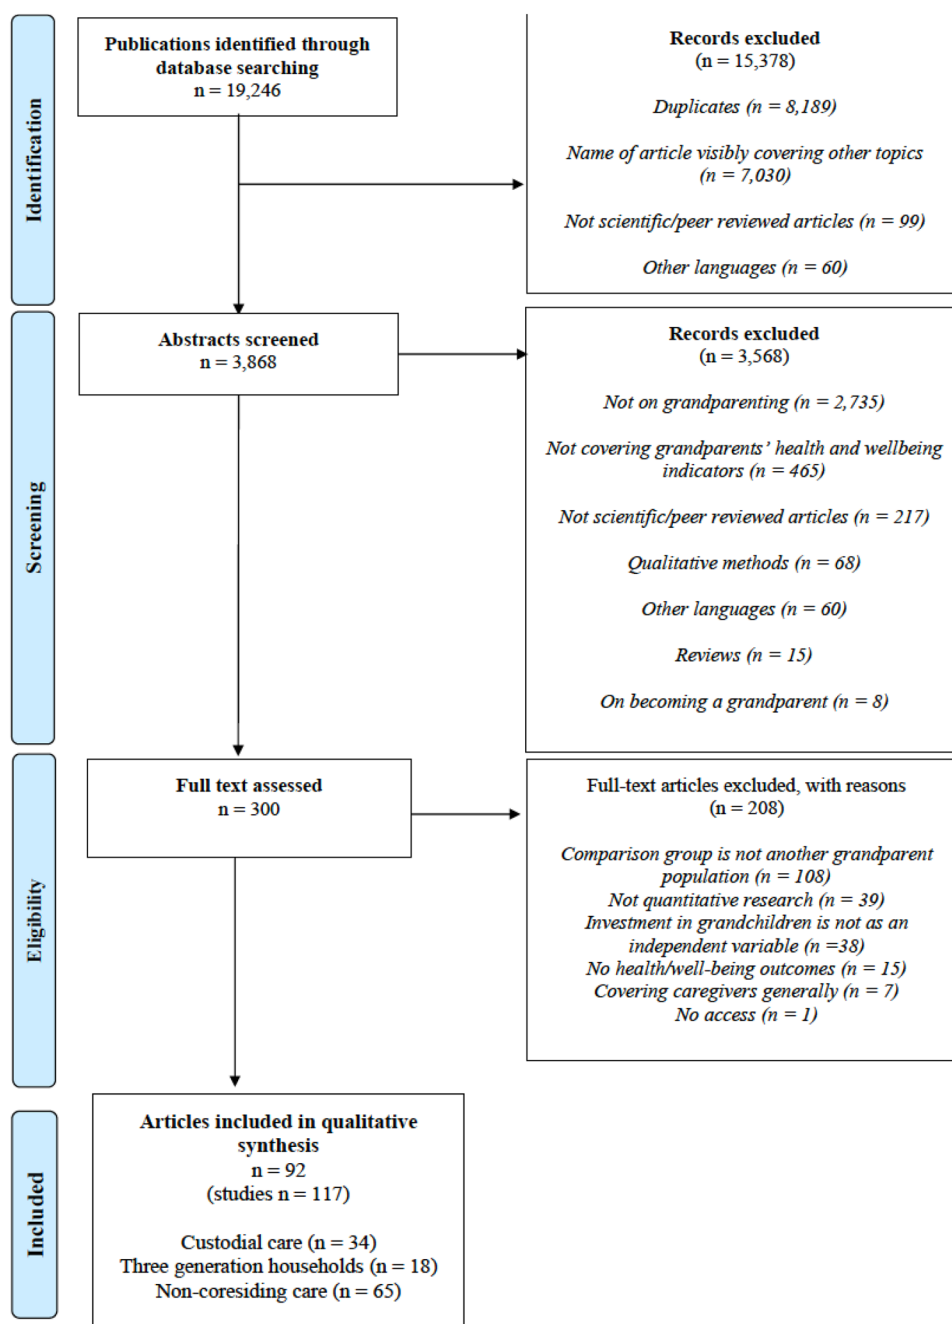 Identification
Publications identified through
database searching
n = 19,246
Records excluded
(n = 15,378)
Duplicates (n = 8,189)
Name of article visibly covering other topics
(n = 7,030)
Not scientific/peer reviewed articles (n = 99)
Other languages (n = 60)
Screening
Abstracts screened
n = 3,868
Records excluded
(n = 3,568)
Not on grandparenting (n = 2,735)
Not covering grandparents’ health and wellbeing
indicators (n = 465)
Not scientific/peer reviewed articles (n = 217)
Qualitative methods (n = 68)
Other languages (n = 60)
Reviews (n = 15)
On becoming a grandparent (n = 8)
Eligibility
Full text assessed
n = 300
Full-text articles excluded, with reasons
(n = 208)
Comparison group is not another grandparent
population (n = 108)
Not quantitative research (n = 39)
Investment in grandchildren is not as an
independent variable (n =38)
No health/well-being outcomes (n = 15)
Covering caregivers generally (n = 7)
No access (n = 1)
Included
Articles included in qualitative
synthesis
n = 92
(studies n = 117)
Custodial care (n = 34)
Three generation households (n = 18)
Non-coresiding care (n = 65)